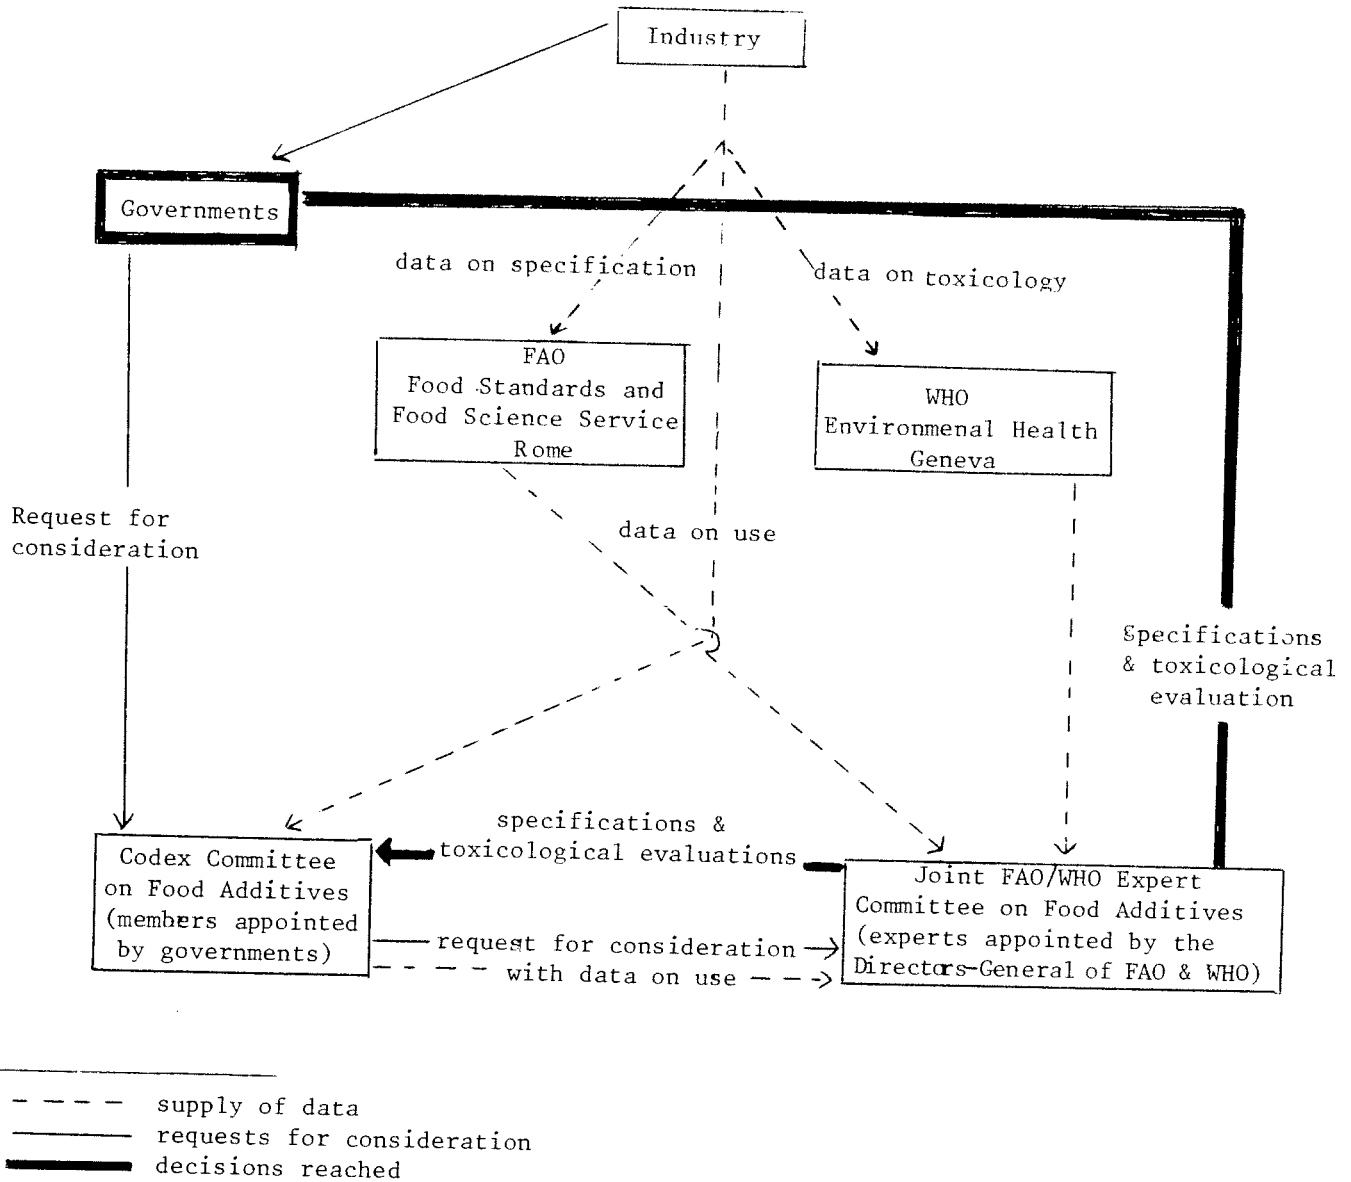 Industry
Governments
data on specification
data on toxicology
FAO
Food Standards and
Food Science Service
Rome
WHO
Environmenal Health
Geneva
Request for
consideration
data on use
Specifications
& toxicological
evaluation
specifications &
toxicological evaluations
Codex Committee
on Food Additives
(members appointed
by governments)
Joint FAO/WHO Expert
Committee on Food Additives
(experts appointed by the
Directors-General of FAO & WHO)
request for consideration
with data on use
supply of data
requests for consideration
decisions reached